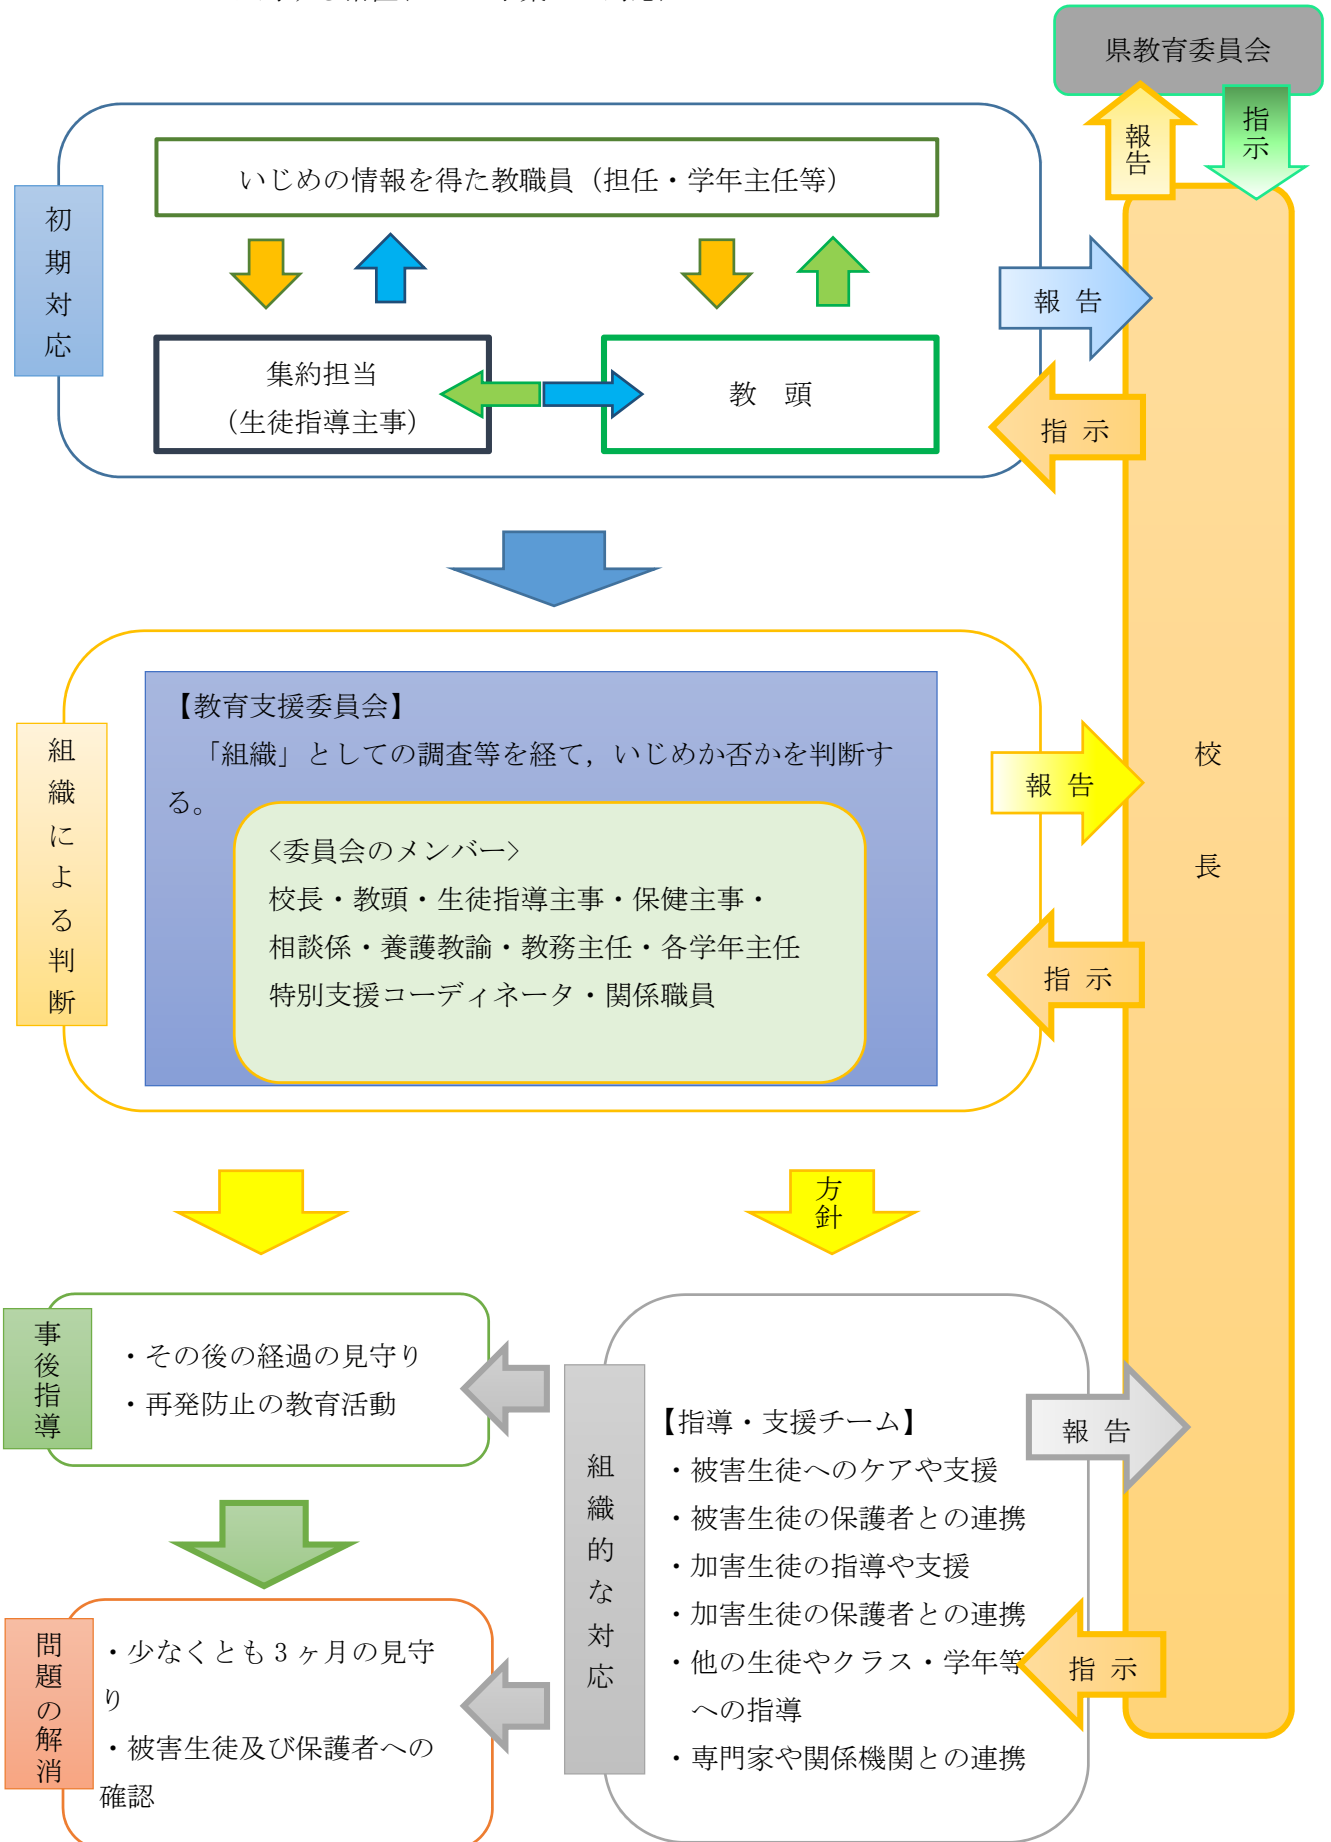 県教育委員会
報告
指示
初期対応
いじめの情報を得た教職員（担任・学年主任等）
集約担当
（生徒指導主事）
教　頭
報 告
指 示
組織による判断
【教育支援委員会】
「組織」としての調査等を経て，いじめか否かを判断す
る。
<委員会のメンバー>
校長・教頭・生徒指導主事・保健主事・
相談係・養護教諭・教務主任・各学年主任
特別支援コーディネータ・関係職員
報 告
指 示
校長
方針
事後指導
・その後の経過の見守り
・再発防止の教育活動
問題の解消
・少なくとも 3 ヶ月の見守
り
・被害生徒及び保護者への
確認
組織的な対応
【指導・支援チーム】
・被害生徒へのケアや支援
・被害生徒の保護者との連携
・加害生徒の指導や支援
・加害生徒の保護者との連携
・他の生徒やクラス・学年等
への指導
・専門家や関係機関との連携
報 告
指 示